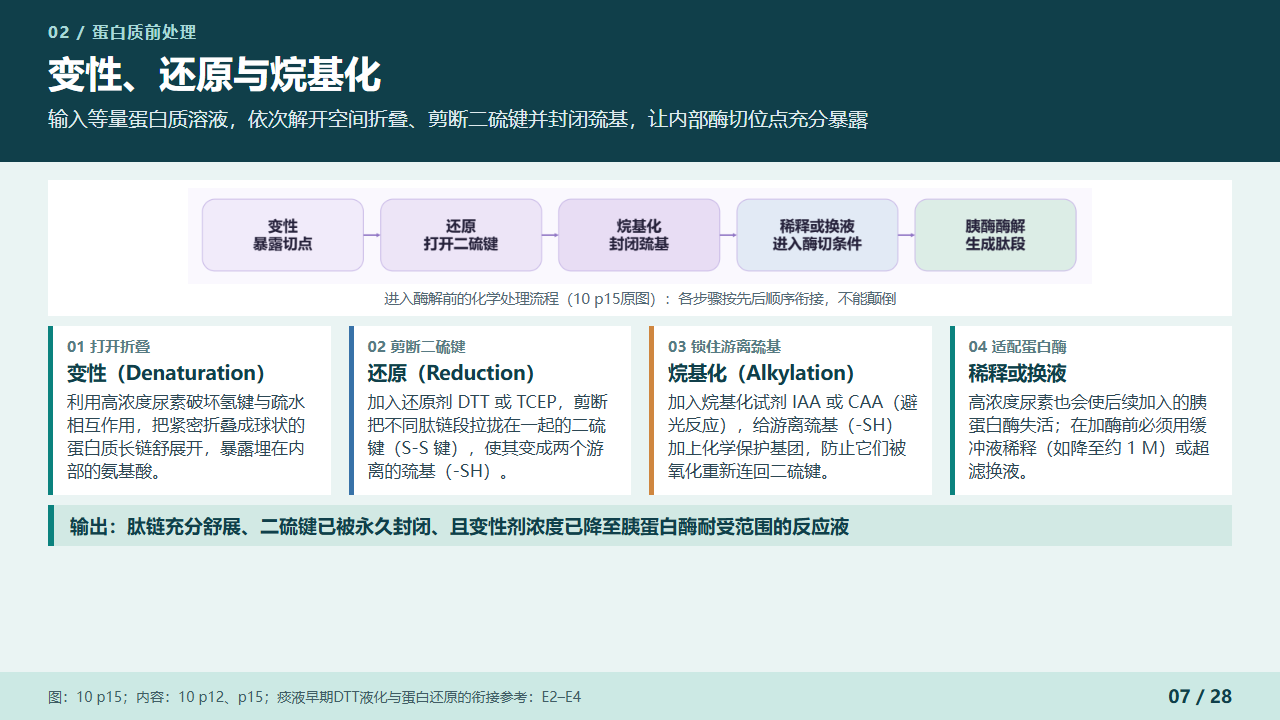 02 / 蛋白质前处理
变性、还原与烷基化
输入等量蛋白质溶液，依次解开空间折叠、剪断二硫键并封闭巯基，让内部酶切位点充分暴露
变性
暴露切点
还原
打开二硫键
烷基化
封闭巯基
稀释或换液
进入酶切条件
胰酶酶解
生成肽段
进入酶解前的化学处理流程（10 p15原图）：各步骤按先后顺序衔接，不能颠倒
01 打开折叠
变性（Denaturation）
利用高浓度尿素破坏氢键与疏水
相互作用，把紧密折叠成球状的
蛋白质长链舒展开，暴露埋在内
部的氨基酸。
02 剪断二硫键
还原（Reduction）
加入还原剂 DTT 或 TCEP，剪断
把不同肽链段拉拢在一起的二硫
键（S-S 键），使其变成两个游
离的巯基（-SH）。
03 锁住游离巯基
烷基化（Alkylation）
加入烷基化试剂 IAA 或 CAA（避
光反应），给游离巯基（-SH）
加上化学保护基团，防止它们被
氧化重新连回二硫键。
04 适配蛋白酶
稀释或换液
高浓度尿素也会使后续加入的胰
蛋白酶失活；在加酶前必须用缓
冲液稀释（如降至约 1 M）或超
滤换液。
输出：肽链充分舒展、二硫键已被永久封闭、且变性剂浓度已降至胰蛋白酶耐受范围的反应液
图：10 p15；内容：10 p12、p15；痰液早期DTT液化与蛋白还原的衔接参考：E2–E4
07 / 28